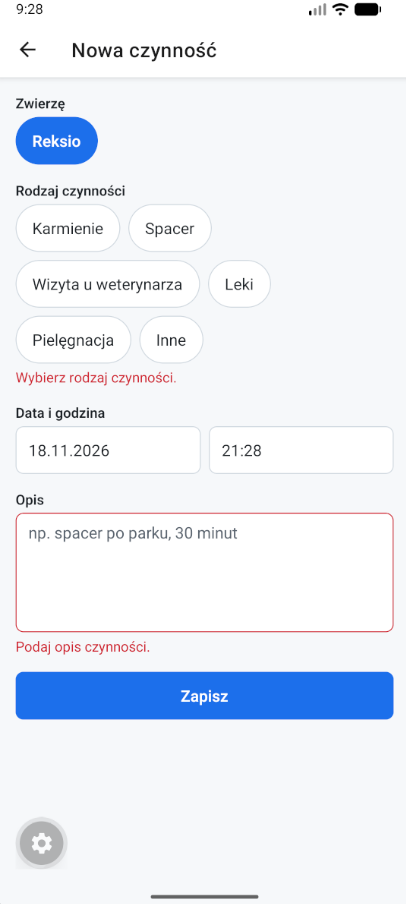 9:28
Nowa czynność
Zwierzę
Reksio
Rodzaj czynności
Karmienie Spacer
Wizyta u weterynarza Leki
Pielęgnacja Inne
Wybierz rodzaj czynności.
Data i godzina
18.11.2026 21:28
Opis
np. spacer po parku, 30 minut
Podaj opis czynności.
Zapisz